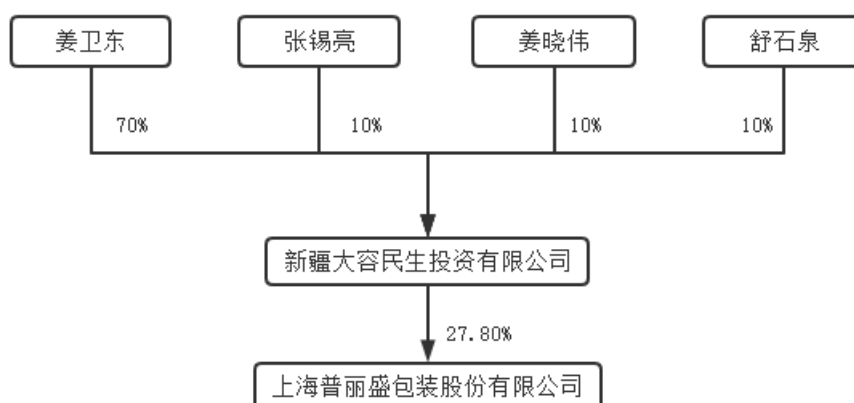 姜卫东
张锡亮
姜晓伟
舒石泉
70%
10%
10%
10%
新疆大容民生投资有限公司
27.80%
上海普丽盛包装股份有限公司